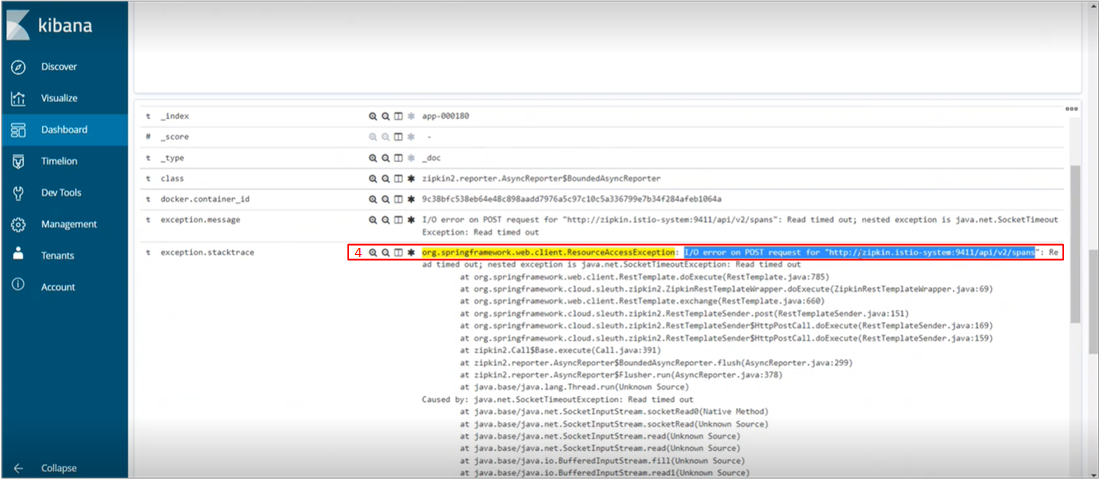 kibana
Discover
Visualize
Dashboard
Timelion
Dev Tools
Management
Tenants
Account
Collapse
t _index app-000180
# _score -
t _type _doc
t class zipkin2.reporter.AsyncReporter$BoundedAsyncReporter
t docker.container_id 9c38bfc538eb64e48c898aadd7976a5c97c10c5a336799e7b34f284afeb1064a
t exception.message I/O error on POST request for "http://zipkin.istio-system:9411/api/v2/spans": Read timed out; nested exception is java.net.SocketTimeout
Exception: Read timed out
t exception.stacktrace 4 org.springframework.web.client.ResourceAccessException: I/O error on POST request for "http://zipkin.istio-system:9411/api/v2/spans": Re
ad timed out; nested exception is java.net.SocketTimeoutException: Read timed out
at org.springframework.web.client.RestTemplate.doExecute(RestTemplate.java:785)
at org.springframework.cloud.sleuth.zipkin2.ZipkinRestTemplateWrapper.doExecute(ZipkinRestTemplateWrapper.java:69)
at org.springframework.web.client.RestTemplate.exchange(RestTemplate.java:660)
at org.springframework.cloud.sleuth.zipkin2.RestTemplateSender.post(RestTemplateSender.java:151)
at org.springframework.cloud.sleuth.zipkin2.RestTemplateSender$HttpPostCall.doExecute(RestTemplateSender.java:169)
at org.springframework.cloud.sleuth.zipkin2.RestTemplateSender$HttpPostCall.doExecute(RestTemplateSender.java:159)
at zipkin2.Call$Base.execute(Call.java:391)
at zipkin2.reporter.AsyncReporter$BoundedAsyncReporter.flush(AsyncReporter.java:299)
at zipkin2.reporter.AsyncReporter$Flusher.run(AsyncReporter.java:378)
at java.base/java.lang.Thread.run(Unknown Source)
Caused by: java.net.SocketTimeoutException: Read timed out
at java.base/java.net.SocketInputStream.socketRead0(Native Method)
at java.base/java.net.SocketInputStream.socketRead(Unknown Source)
at java.base/java.net.SocketInputStream.read(Unknown Source)
at java.base/java.net.SocketInputStream.read(Unknown Source)
at java.base/java.io.BufferedInputStream.fill(Unknown Source)
at java.base/java.io.BufferedInputStream.read1(Unknown Source)